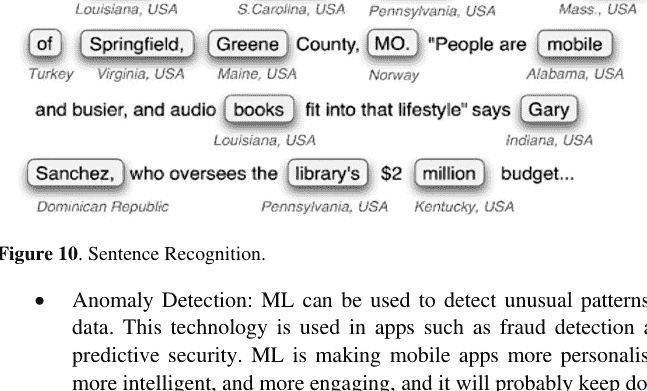 Louisiana, USA S.Carolina, USA Pennsylvania, USA Mass., USA
of Springfield, Greene County, MO. "People are mobile
Turkey Virginia, USA Maine, USA Norway Alabama, USA
and busier, and audio books fit into that lifestyle" says Gary
Louisiana, USA Indiana, USA
Sanchez, who oversees the library's $2 million budget...
Dominican Republic Pennsylvania, USA Kentucky, USA
Figure 10. Sentence Recognition.
• Anomaly Detection: ML can be used to detect unusual patterns
data. This technology is used in apps such as fraud detection a
predictive security. ML is making mobile apps more personalis
more intelligent, and more engaging, and it will probably keep do